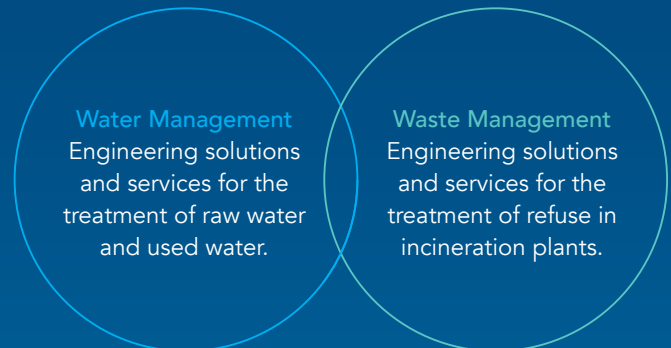 Water Management
Engineering solutions
and services for the
treatment of raw water
and used water.
Waste Management
Engineering solutions
and services for the
treatment of refuse in
incineration plants.